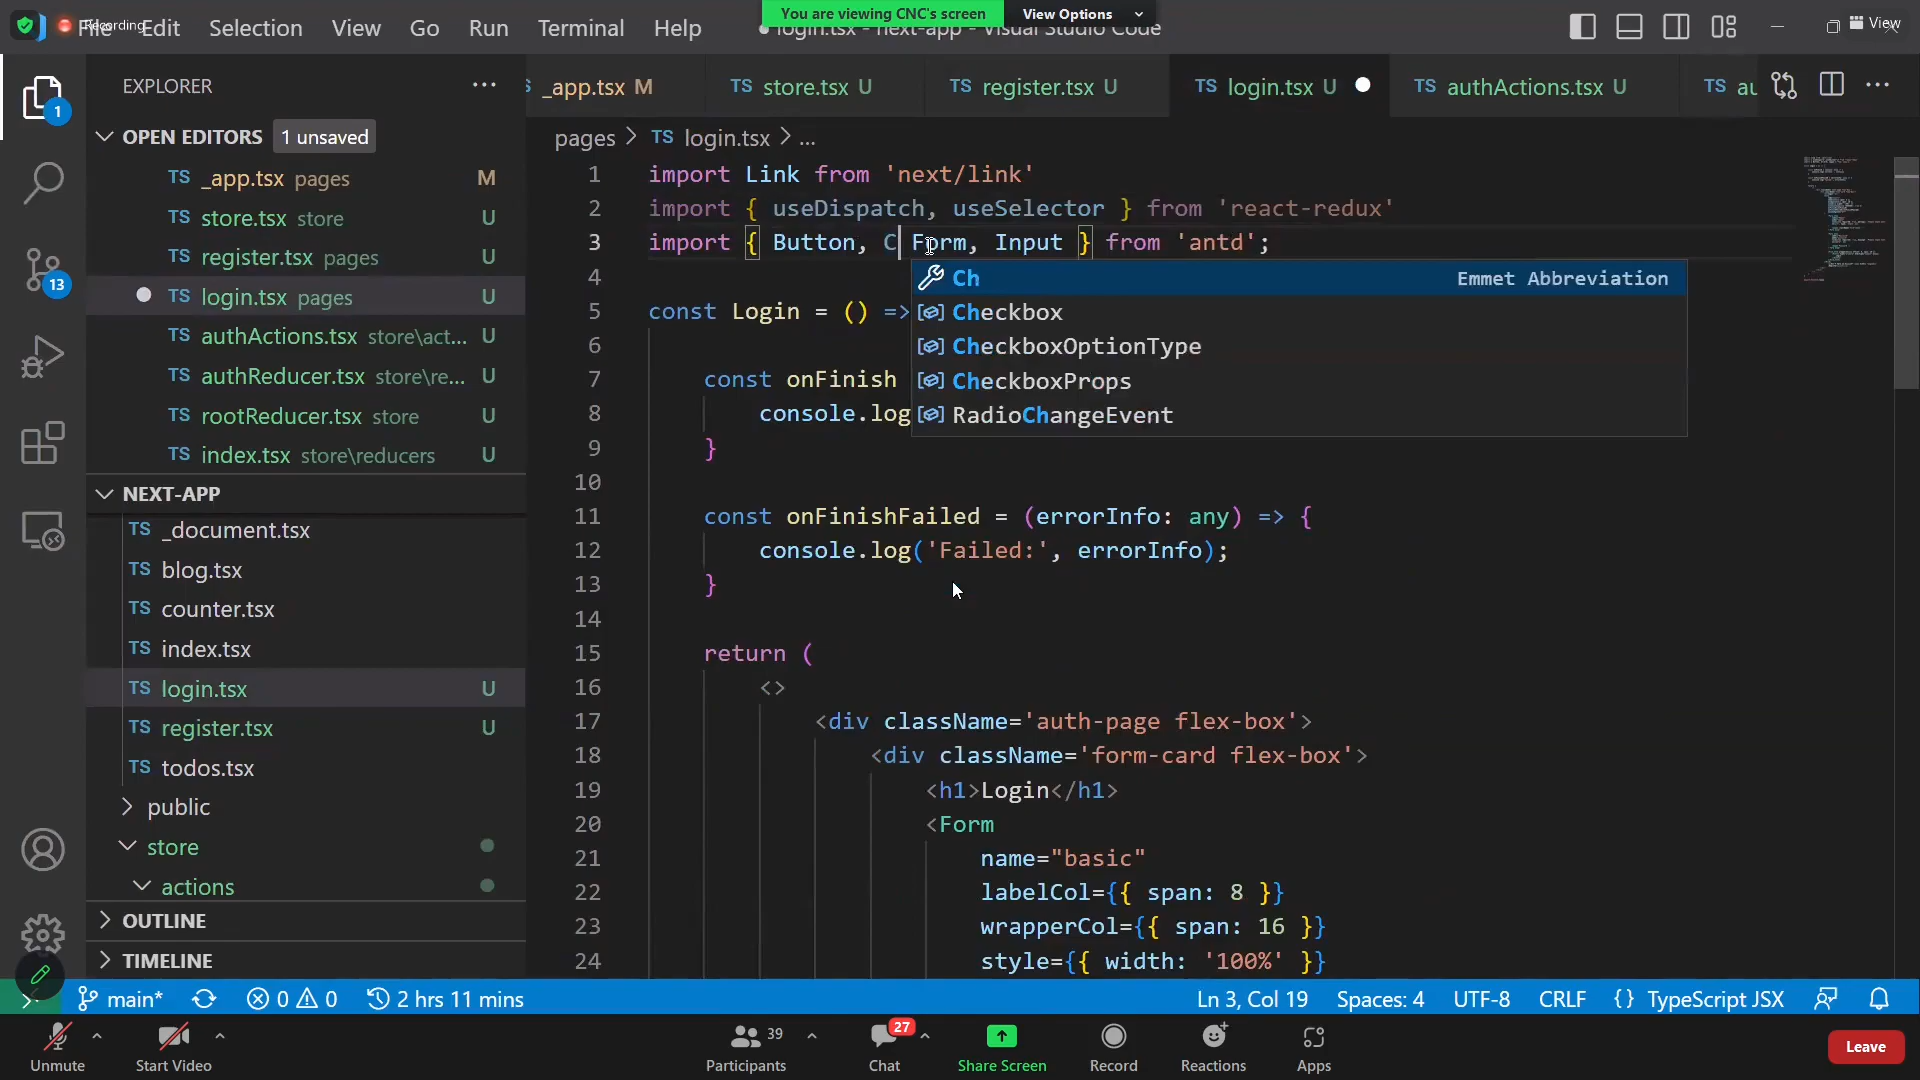 You are viewing CNC's screen
View Options
View
Recording
File Edit Selection View Go Run Terminal Help
login.tsx - next-app - Visual Studio Code
EXPLORER
_app.tsx M
TS store.tsx U
TS register.tsx U
TS login.tsx U
TS authActions.tsx U
TS au
1
OPEN EDITORS 1 unsaved
pages > TS login.tsx > ...
TS _app.tsx pages M
TS store.tsx store U
TS register.tsx pages U
TS login.tsx pages U
TS authActions.tsx store\act... U
TS authReducer.tsx store\re... U
TS rootReducer.tsx store U
TS index.tsx store\reducers U
13
NEXT-APP
TS _document.tsx
TS blog.tsx
TS counter.tsx
TS index.tsx
TS login.tsx U
TS register.tsx U
TS todos.tsx
public
store
actions
OUTLINE
TIMELINE
1 import Link from 'next/link'
2 import { useDispatch, useSelector } from 'react-redux'
3 import { Button, C Form, Input } from 'antd';
4
5 const Login = () =>
6
7 const onFinish
8 console.log
9 }
10
11 const onFinishFailed = (errorInfo: any) => {
12 console.log('Failed:', errorInfo);
13 }
14
15 return (
16 <>
17 <div className='auth-page flex-box'>
18 <div className='form-card flex-box'>
19 <h1>Login</h1>
20 <Form
21 name="basic"
22 labelCol={{ span: 8 }}
23 wrapperCol={{ span: 16 }}
24 style={{ width: '100%' }}
Ch Emmet Abbreviation
Checkbox
CheckboxOptionType
CheckboxProps
RadioChangeEvent
main* 0 0 2 hrs 11 mins Ln 3, Col 19 Spaces: 4 UTF-8 CRLF {} TypeScript JSX
Unmute
Start Video
39
Participants
27
Chat
Share Screen
Record
Reactions
Apps
Leave